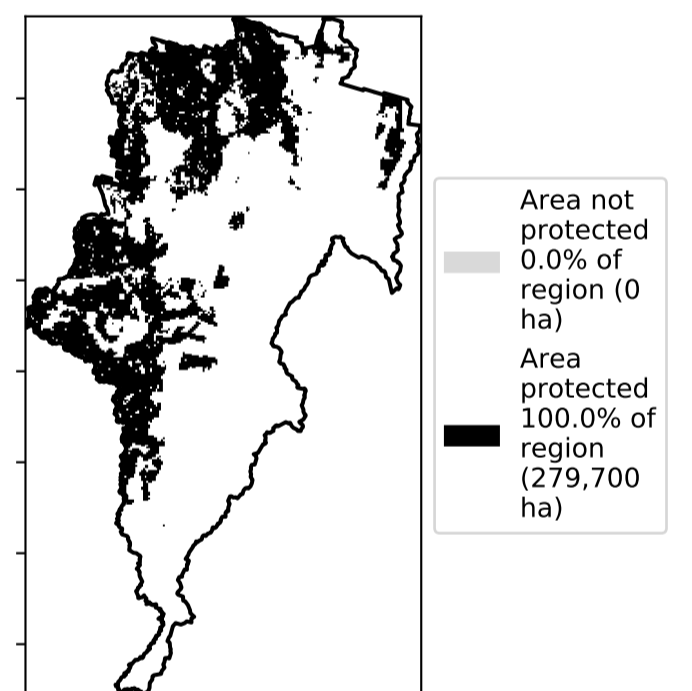 Area not
protected
0.0% of
region (0
ha)
Area
protected
100.0% of
region
(279,700
ha)